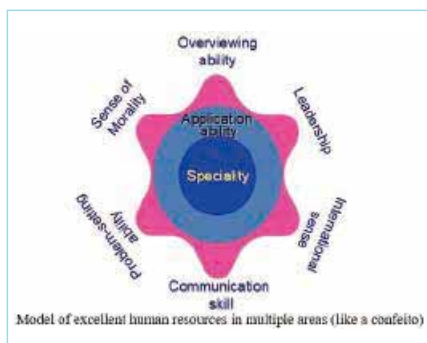 Overviewing
ability
Sense of
Morality
Leadership
Application
ability
Speciality
Problem-setting
ability
International
sense
Communication
skill
Model of excellent human resources in multiple areas (like a confeito)